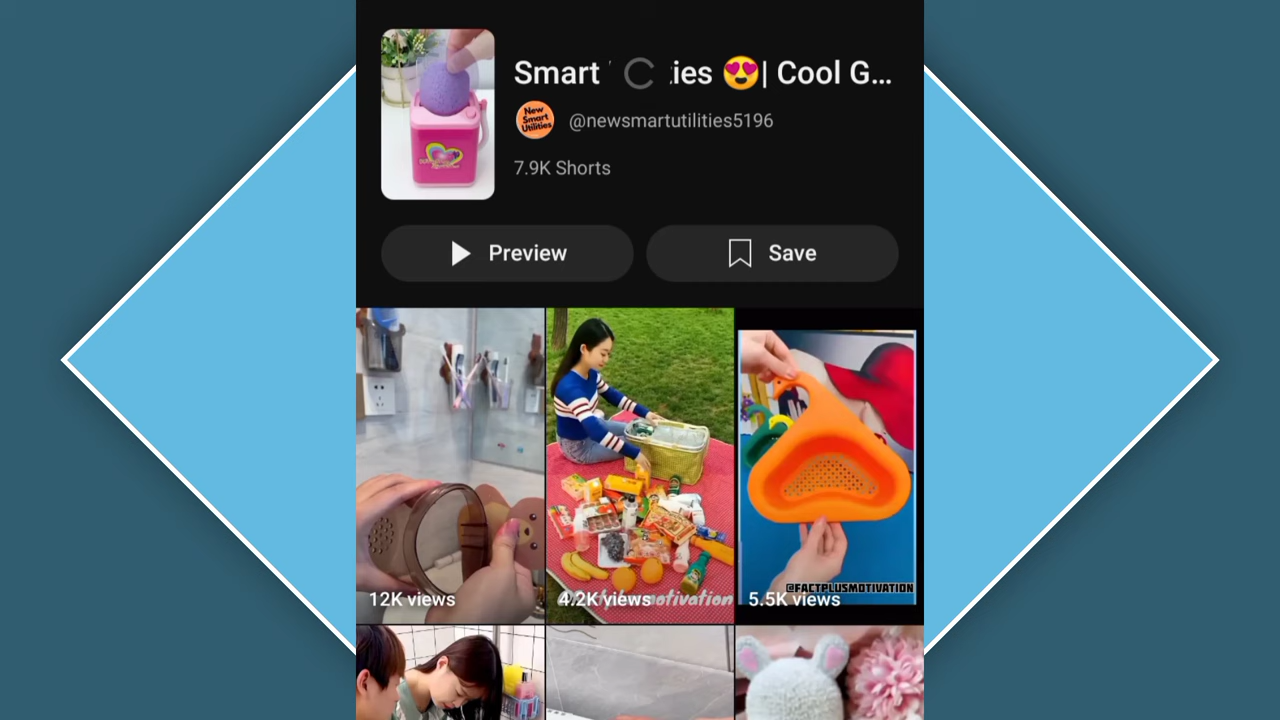 Smart ies 😍| Cool G...
New
Smart
Utilities
@newsmartutilities5196
7.9K Shorts
Preview
Save
12K views
4.2K views
motivation
@FACTPLUSMOTIVATION
5.5K views